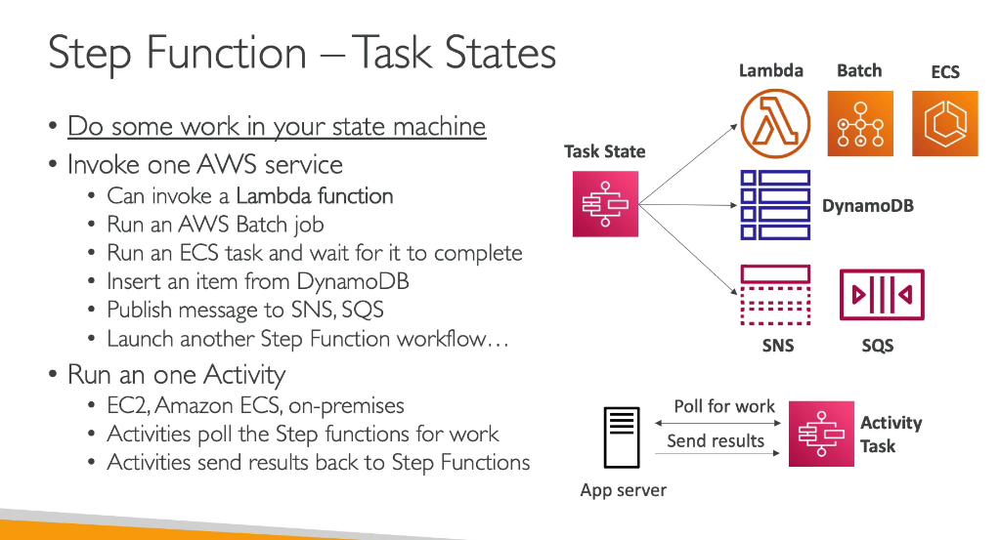 Step Function – Task States
• Do some work in your state machine
• Invoke one AWS service
• Can invoke a Lambda function
• Run an AWS Batch job
• Run an ECS task and wait for it to complete
• Insert an item from DynamoDB
• Publish message to SNS, SQS
• Launch another Step Function workflow…
• Run an one Activity
• EC2, Amazon ECS, on-premises
• Activities poll the Step functions for work
• Activities send results back to Step Functions
Lambda
Batch
ECS
Task State
DynamoDB
SNS
SQS
Poll for work
Send results
Activity
Task
App server